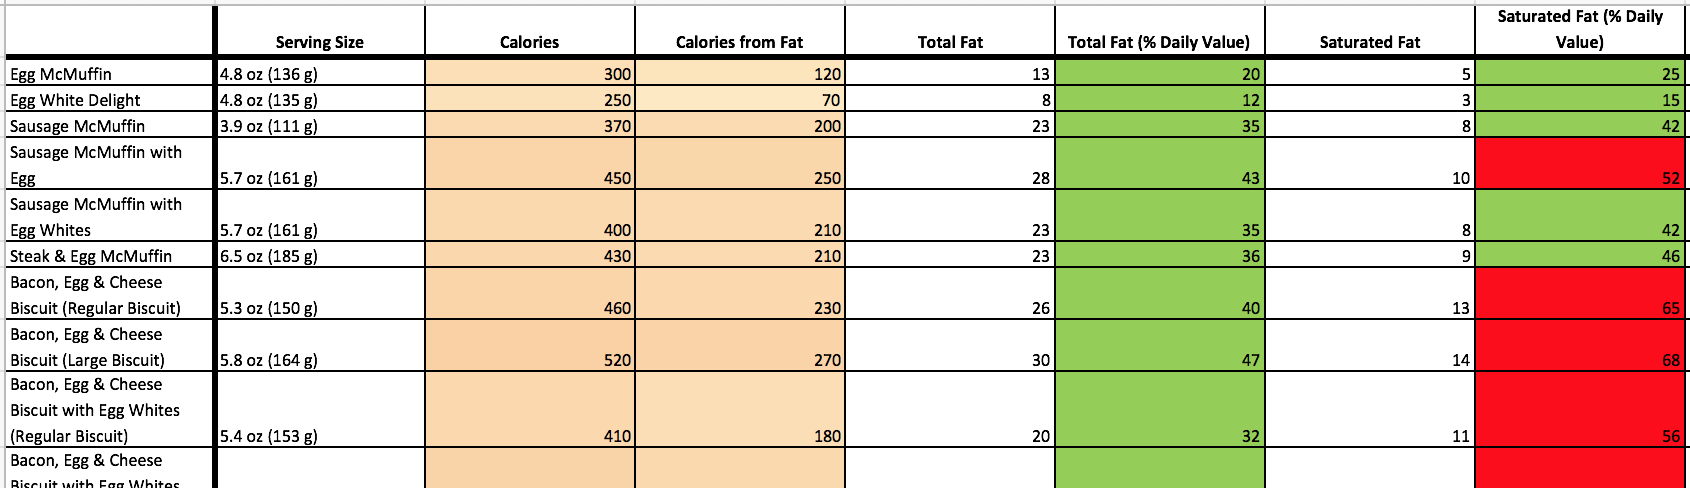 Serving Size Calories Calories from Fat Total Fat Total Fat (% Daily Value) Saturated Fat Saturated Fat (% Daily
Value)
Egg McMuffin 4.8 oz (136 g) 300 120 13 20 5 25
Egg White Delight 4.8 oz (135 g) 250 70 8 12 3 15
Sausage McMuffin 3.9 oz (111 g) 370 200 23 35 8 42
Sausage McMuffin with
Egg 5.7 oz (161 g) 450 250 28 43 10 52
Sausage McMuffin with
Egg Whites 5.7 oz (161 g) 400 210 23 35 8 42
Steak & Egg McMuffin 6.5 oz (185 g) 430 210 23 36 9 46
Bacon, Egg & Cheese
Biscuit (Regular Biscuit) 5.3 oz (150 g) 460 230 26 40 13 65
Bacon, Egg & Cheese
Biscuit (Large Biscuit) 5.8 oz (164 g) 520 270 30 47 14 68
Bacon, Egg & Cheese
Biscuit with Egg Whites
(Regular Biscuit) 5.4 oz (153 g) 410 180 20 32 11 56
Bacon, Egg & Cheese
Biscuit with Egg Whites